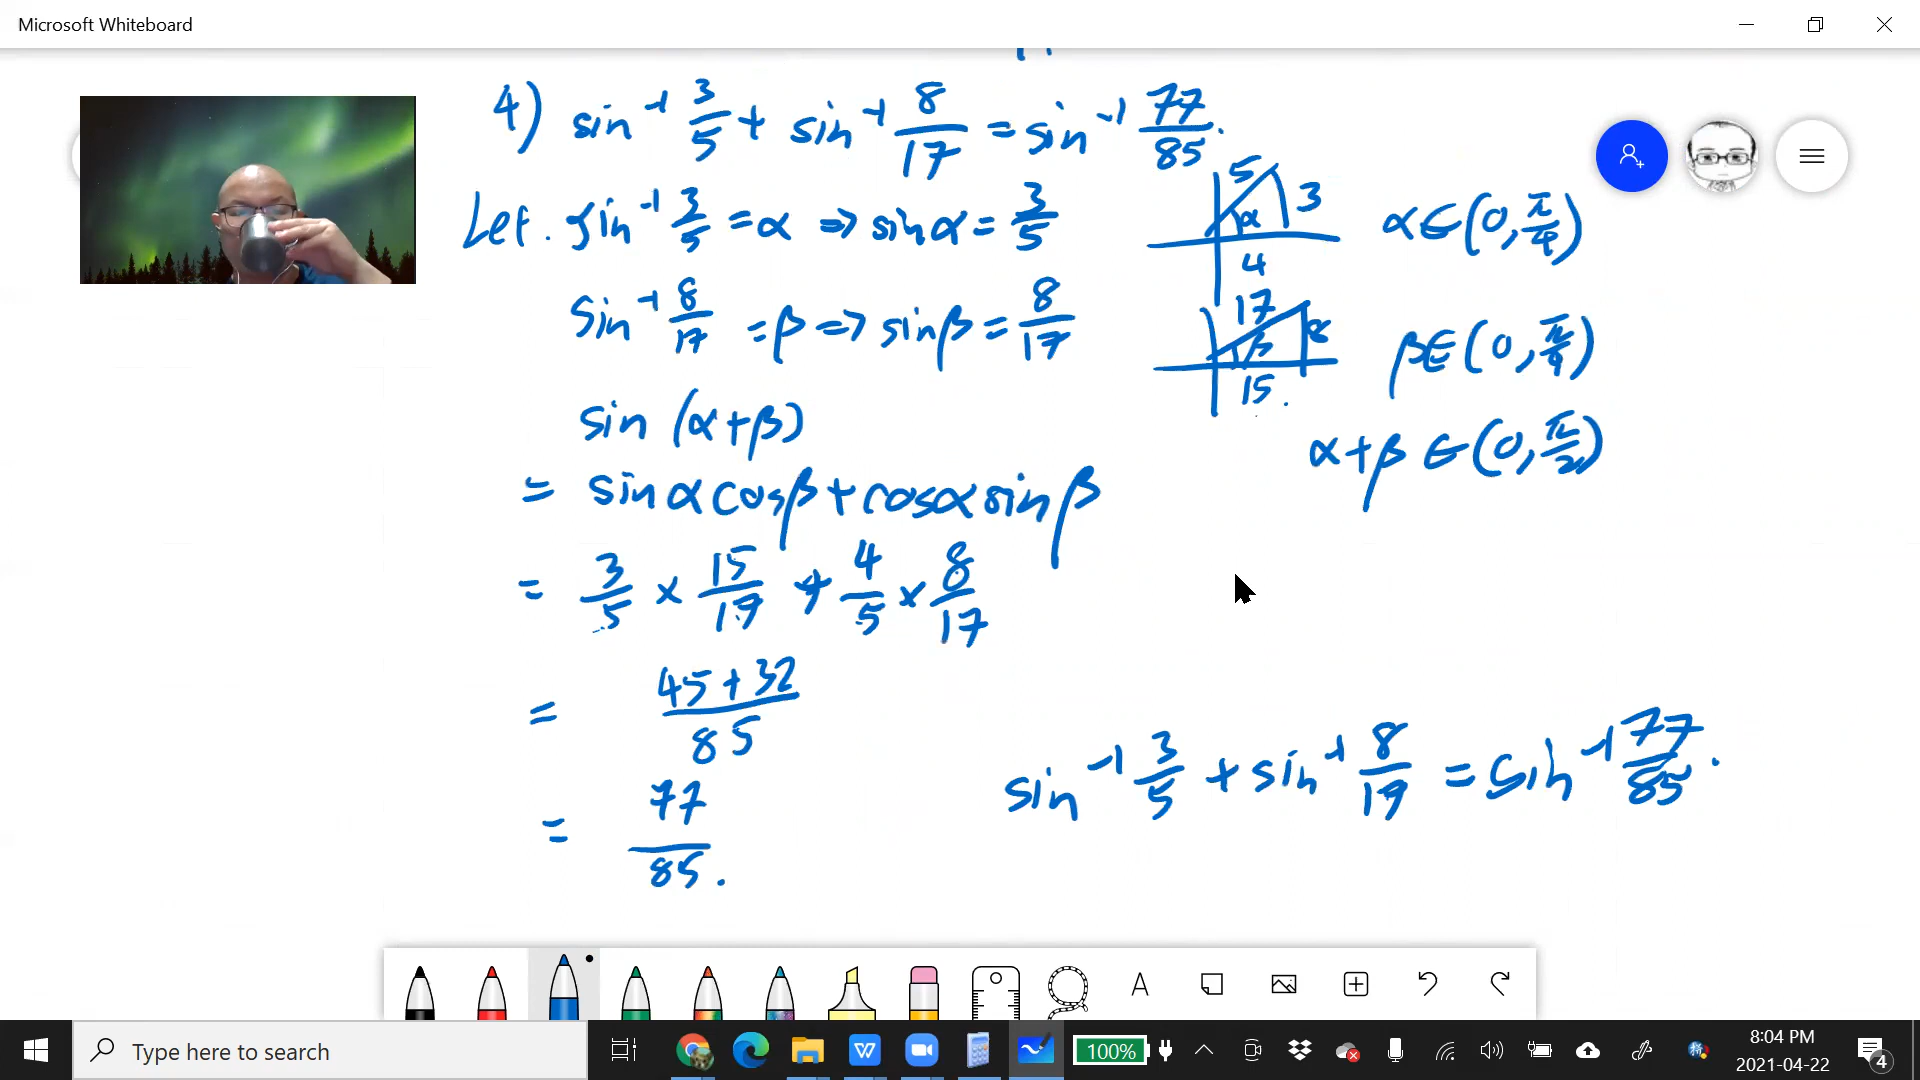 Microsoft Whiteboard
4) sin⁻¹ 3/5 + sin⁻¹ 8/17 = sin⁻¹ 77/85.
Let. sin⁻¹ 3/5 = α ⇒ sinα = 3/5
5 3 α 4
α∈(0, π/4)
sin⁻¹ 8/17 = β ⇒ sinβ = 8/17
17 8 β 15.
β∈(0, π/4)
sin (α+β)
α+β ∈(0, π/2)
= sinαcosβ+cosαsinβ
= 3/5 × 15/17 + 4/5 × 8/17
= 45+32/85
sin⁻¹ 3/5 + sin⁻¹ 8/17 = sin⁻¹ 77/85.
= 77/85.
A
Type here to search
W
100%
8:04 PM
2021-04-22
4